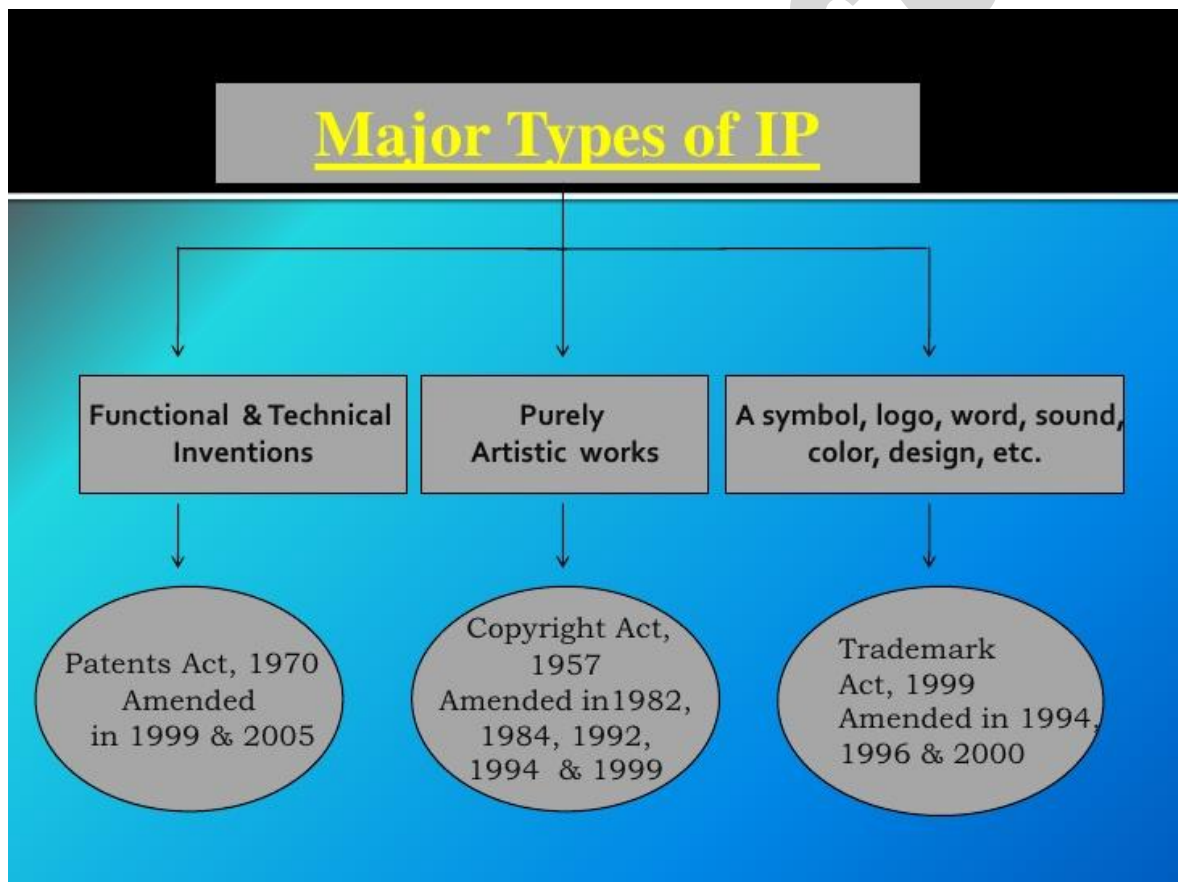 Major Types of IP
Functional & Technical
Inventions
Purely
Artistic works
A symbol, logo, word, sound,
color, design, etc.
Patents Act, 1970
Amended
in 1999 & 2005
Copyright Act,
1957
Amended in1982,
1984, 1992,
1994 & 1999
Trademark
Act, 1999
Amended in 1994,
1996 & 2000